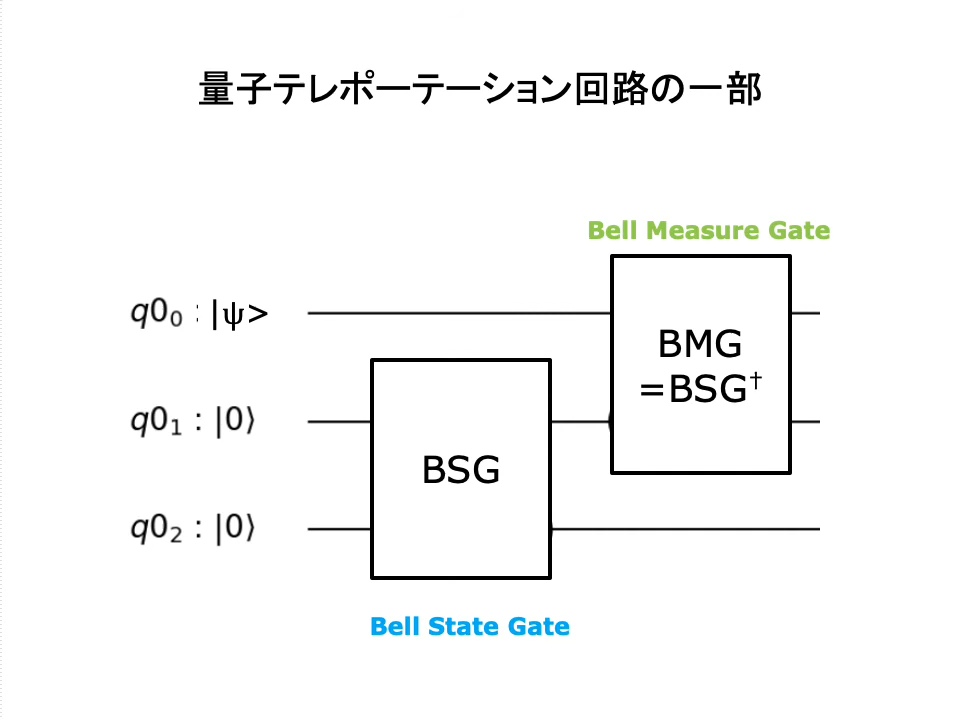 量子テレポーテーション回路の一部
Bell Measure Gate
q0₀ : |ψ>
BMG
=BSG†
q0₁ : |0⟩
BSG
q0₂ : |0⟩
Bell State Gate